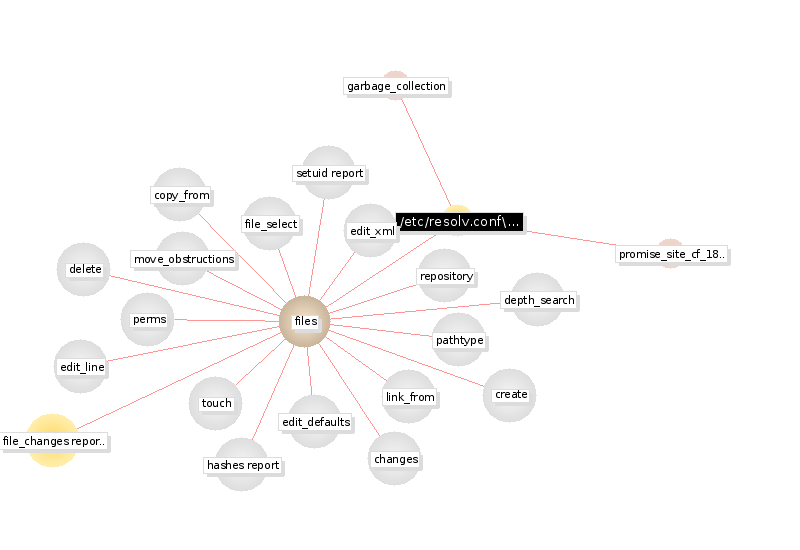 garbage_collection
setuid report
copy_from
/etc/resolv.conf\...
file_select
edit_xml
promise_site_cf_18..
move_obstructions
delete
repository
depth_search
perms
files
pathtype
edit_line
create
link_from
touch
edit_defaults
file_changes repor..
changes
hashes report